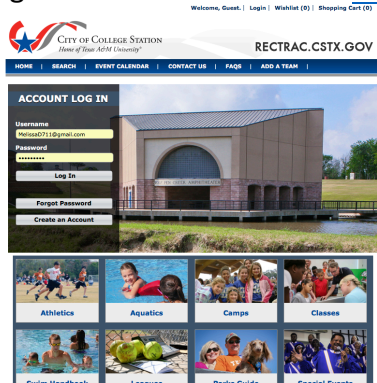 Welcome, Guest. | Login | Wishlist (0) | Shopping Cart (0)
CITY OF COLLEGE STATION
Home of Texas A&M University®
RECTRAC.CSTX.GOV
HOME | SEARCH | EVENT CALENDAR | CONTACT US | FAQS | ADD A TEAM |
ACCOUNT LOG IN
Username
MelissaD711@gmail.com
Password
•••••••••
Log In
Forgot Password
Create an Account
Athletics Aquatics Camps Classes
Swim Handbook Leagues Parks Guide Special Events